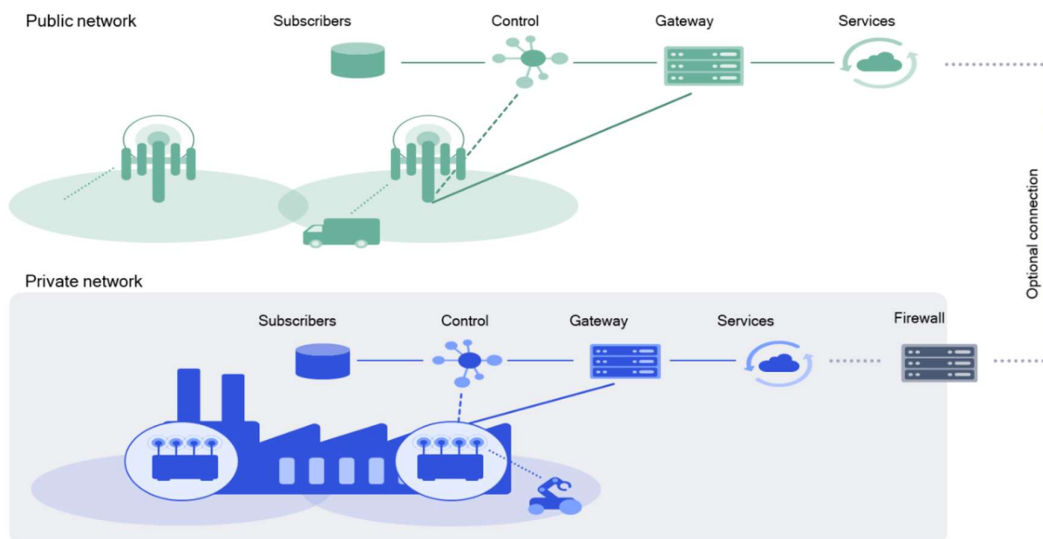 Public network
Subscribers
Control
Gateway
Services
Optional connection
Private network
Subscribers
Control
Gateway
Services
Firewall